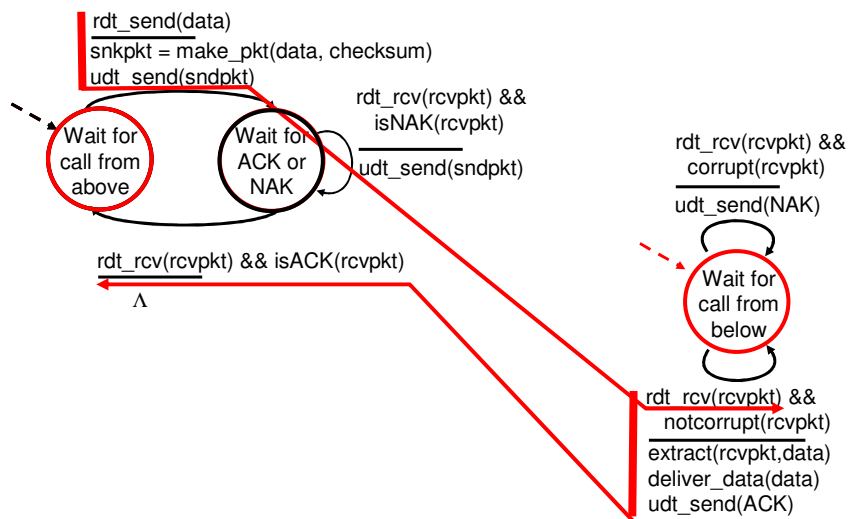 rdt_send(data)
snkpkt = make_pkt(data, checksum)
udt_send(sndpkt)
Wait for
call from
above
Wait for
ACK or
NAK
rdt_rcv(rcvpkt) &&
isNAK(rcvpkt)
udt_send(sndpkt)
rdt_rcv(rcvpkt) && isACK(rcvpkt)
Λ
rdt_rcv(rcvpkt) &&
corrupt(rcvpkt)
udt_send(NAK)
Wait for
call from
below
rdt_rcv(rcvpkt) &&
notcorrupt(rcvpkt)
extract(rcvpkt,data)
deliver_data(data)
udt_send(ACK)